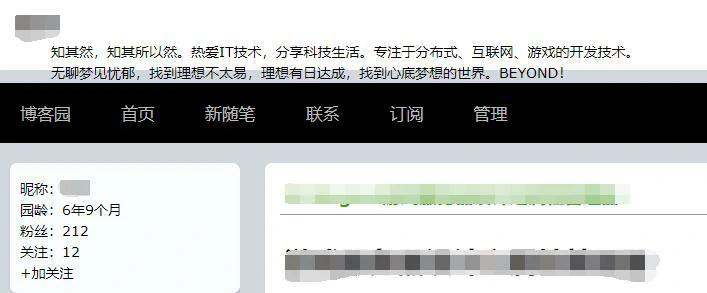 知其然，知其所以然。热爱IT技术，分享科技生活。专注于分布式、互联网、游戏的开发技术。
无聊梦见忧郁，找到理想不太易，理想有日达成，找到心底梦想的世界。BEYOND！
博客园 首页 新随笔 联系 订阅 管理
昵称：
园龄：6年9个月
粉丝：212
关注：12
+加关注